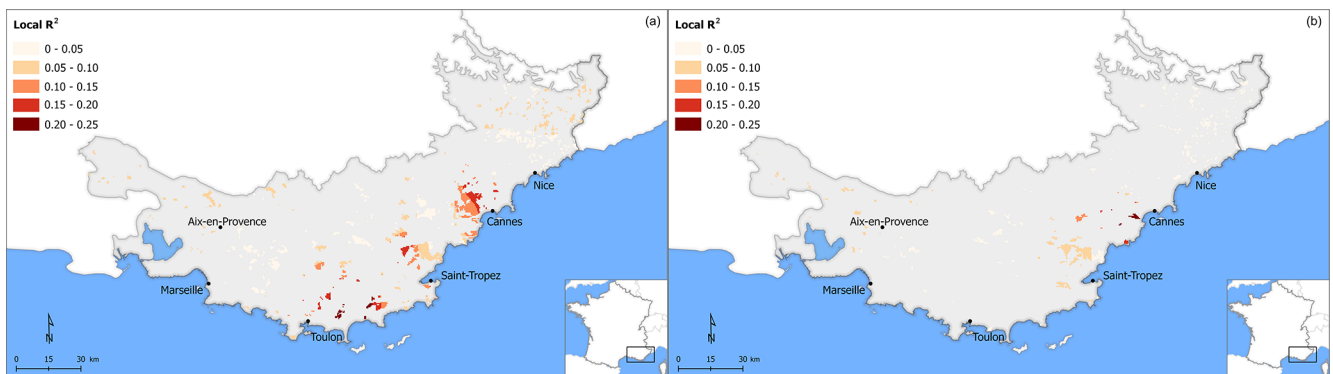 Local R²
(a)
0 - 0.05
0.05 - 0.10
0.10 - 0.15
0.15 - 0.20
0.20 - 0.25
Nice
Aix-en-Provence
Cannes
Saint-Tropez
Marseille
Toulon
N
0 15 30 km
Local R²
(b)
0 - 0.05
0.05 - 0.10
0.10 - 0.15
0.15 - 0.20
0.20 - 0.25
Nice
Aix-en-Provence
Cannes
Saint-Tropez
Marseille
Toulon
N
0 15 30 km